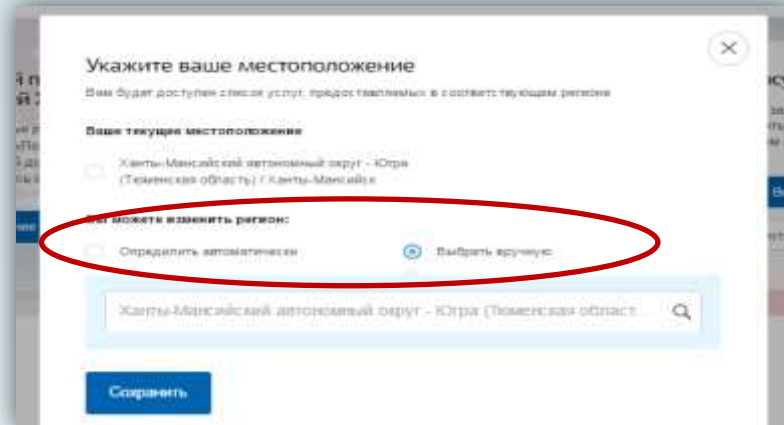 Укажите ваше местоположение
Вам будет доступен список услуг, предоставляемых в соответствующем регионе
Ваше текущее местоположение
Ханты-Мансийский автономный округ - Югра
(Тюменская область) / Ханты-Мансийск
Вы можете изменить регион:
Определить автоматически
Выбрать вручную
Ханты-Мансийский автономный округ - Югра (Тюменская област...
Сохранить